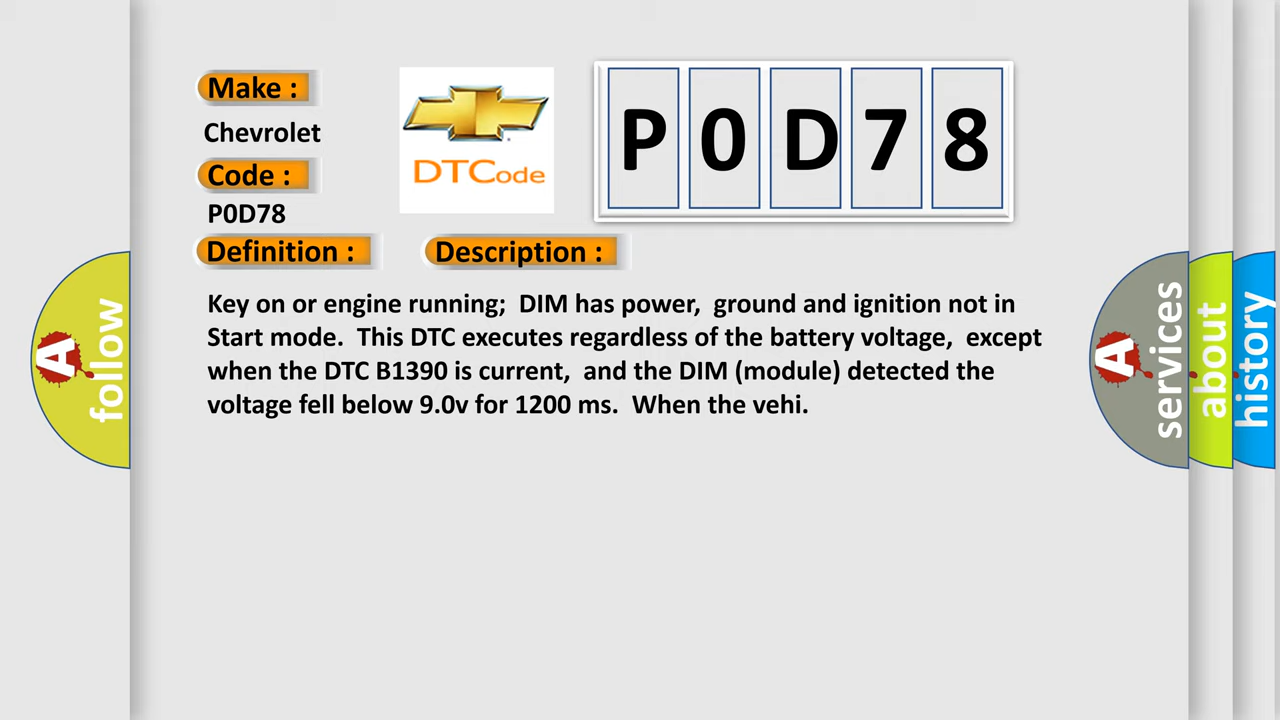 Make :
Chevrolet
Code :
P0D78
DTCode
P0D78
Definition :
Description :
Key on or engine running; DIM has power, ground and ignition not in
Start mode. This DTC executes regardless of the battery voltage, except
when the DTC B1390 is current, and the DIM (module) detected the
voltage fell below 9.0v for 1200 ms. When the vehi.
A follow
A services
about
history